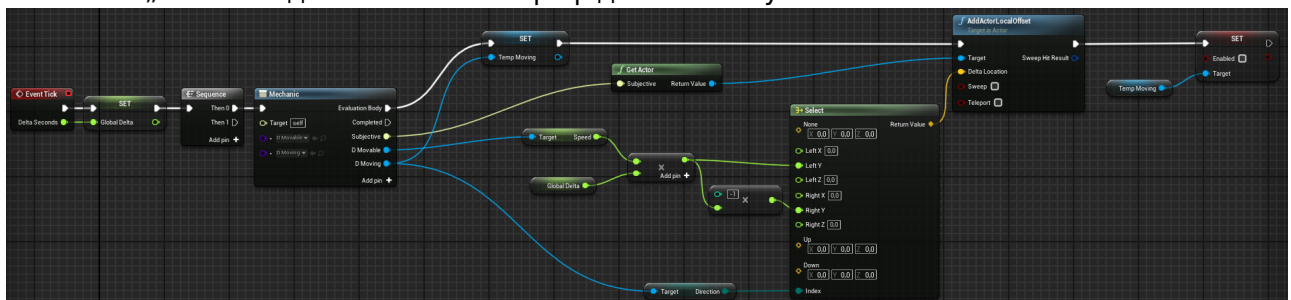 SET
Temp Moving
AddActorLocalOffset
Target is Actor
Target
Sweep Hit Result
Delta Location
Sweep
Teleport
SET
Enabled
Target
Temp Moving
Get Actor
Subjective Return Value
Event Tick
Delta Seconds
SET
Global Delta
Sequence
Then 0
Then 1
Add pin +
Mechanic
Evaluation Body
Target self
Completed
D Movable
Subjective
D Moving
D Movable
D Moving
Add pin +
Target Speed
Global Delta
x
Add pin +
-1 x
Select
None
Return Value
X 0,0 Y 0,0 Z 0,0
Left X 0,0
Left Y
Left Z 0,0
Right X 0,0
Right Y
Right Z 0,0
Up
X 0,0 Y 0,0 Z 0,0
Down
X 0,0 Y 0,0 Z 0,0
Index
Target Direction